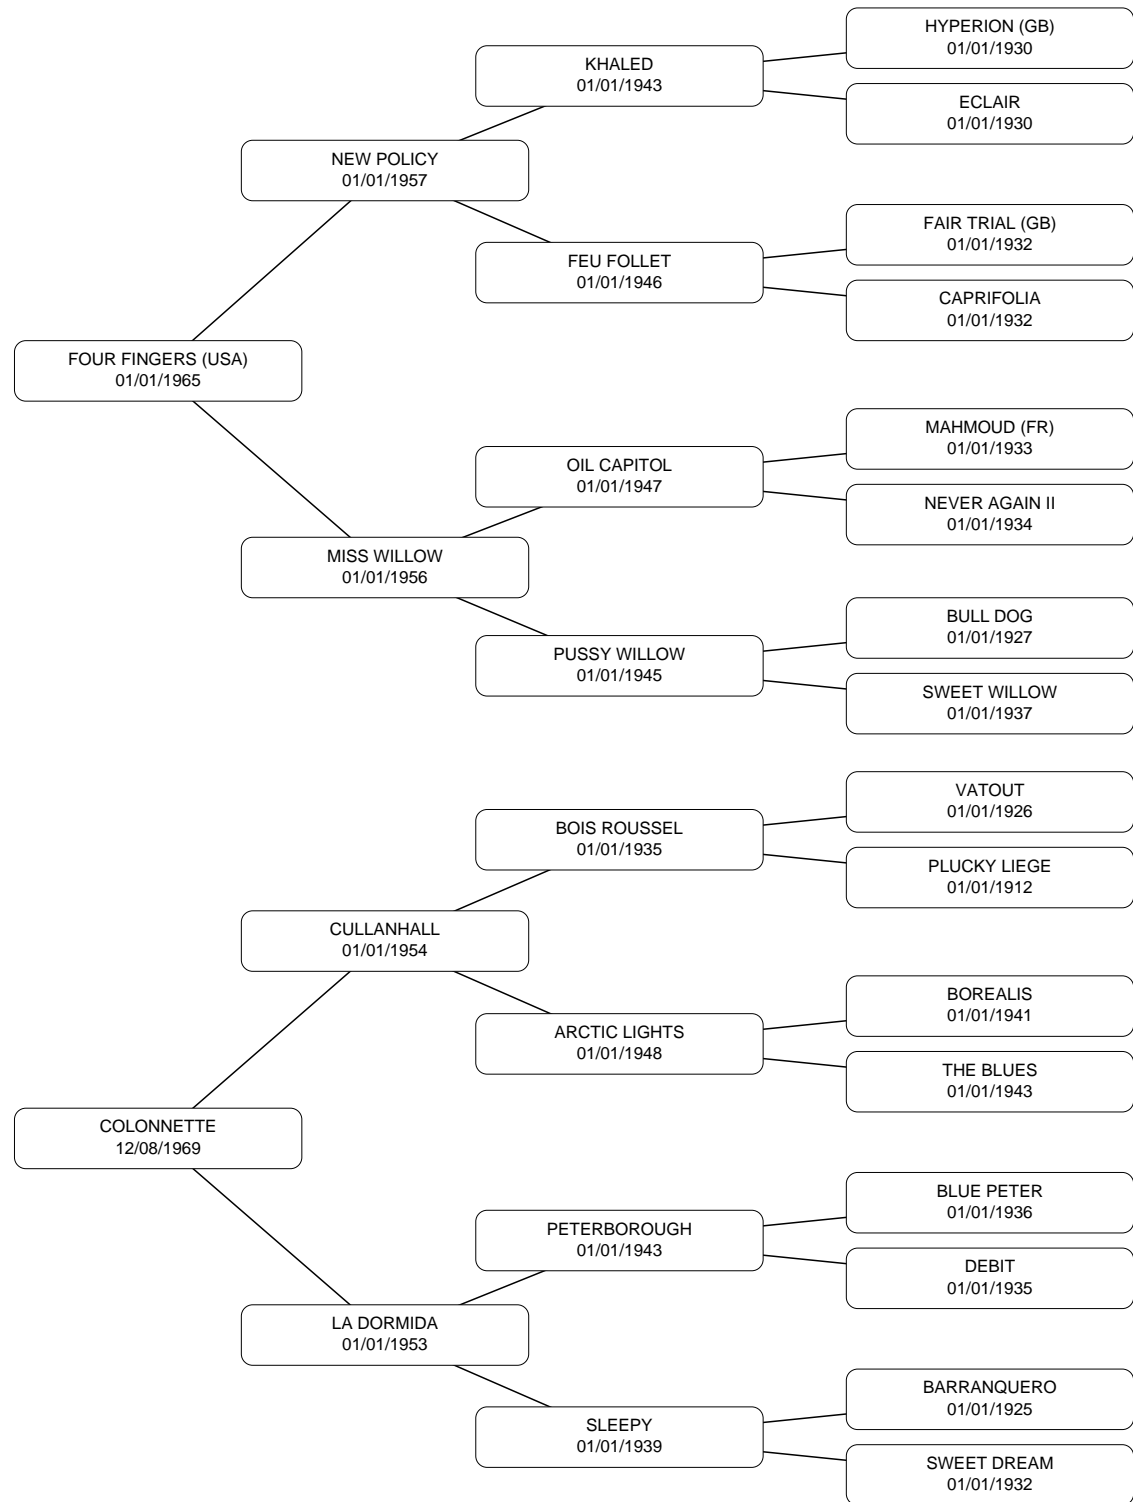 HYPERION (GB)
01/01/1930
KHALED
01/01/1943
ECLAIR
01/01/1930
NEW POLICY
01/01/1957
FAIR TRIAL (GB)
01/01/1932
FEU FOLLET
01/01/1946
CAPRIFOLIA
01/01/1932
FOUR FINGERS (USA)
01/01/1965
MAHMOUD (FR)
01/01/1933
OIL CAPITOL
01/01/1947
NEVER AGAIN II
01/01/1934
MISS WILLOW
01/01/1956
BULL DOG
01/01/1927
PUSSY WILLOW
01/01/1945
SWEET WILLOW
01/01/1937
VATOUT
01/01/1926
BOIS ROUSSEL
01/01/1935
PLUCKY LIEGE
01/01/1912
CULLANHALL
01/01/1954
BOREALIS
01/01/1941
ARCTIC LIGHTS
01/01/1948
THE BLUES
01/01/1943
COLONNETTE
12/08/1969
BLUE PETER
01/01/1936
PETERBOROUGH
01/01/1943
DEBIT
01/01/1935
LA DORMIDA
01/01/1953
BARRANQUERO
01/01/1925
SLEEPY
01/01/1939
SWEET DREAM
01/01/1932